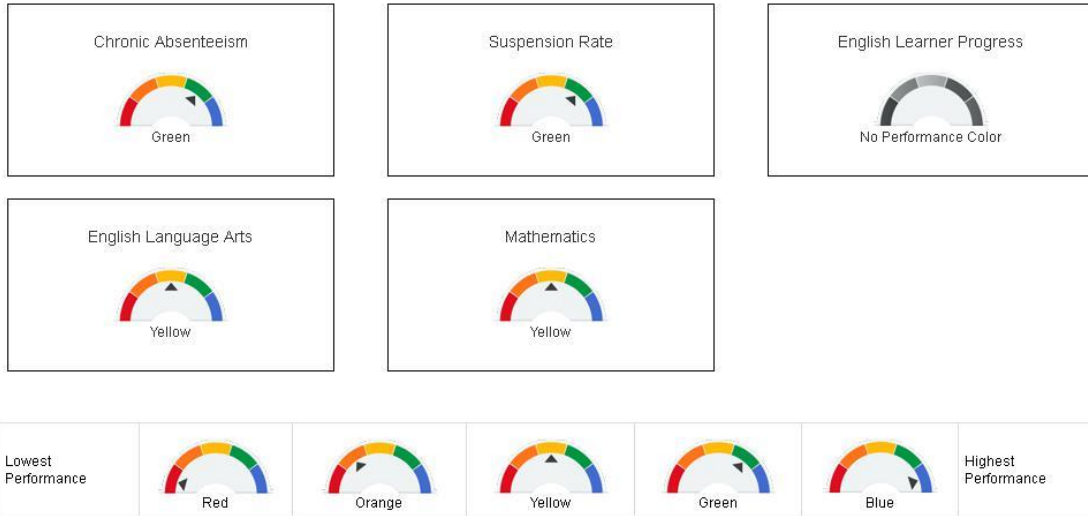 Chronic Absenteeism
Green
Suspension Rate
Green
English Learner Progress
No Performance Color
English Language Arts
Yellow
Mathematics
Yellow
Lowest
Performance
Red
Orange
Yellow
Green
Blue
Highest
Performance